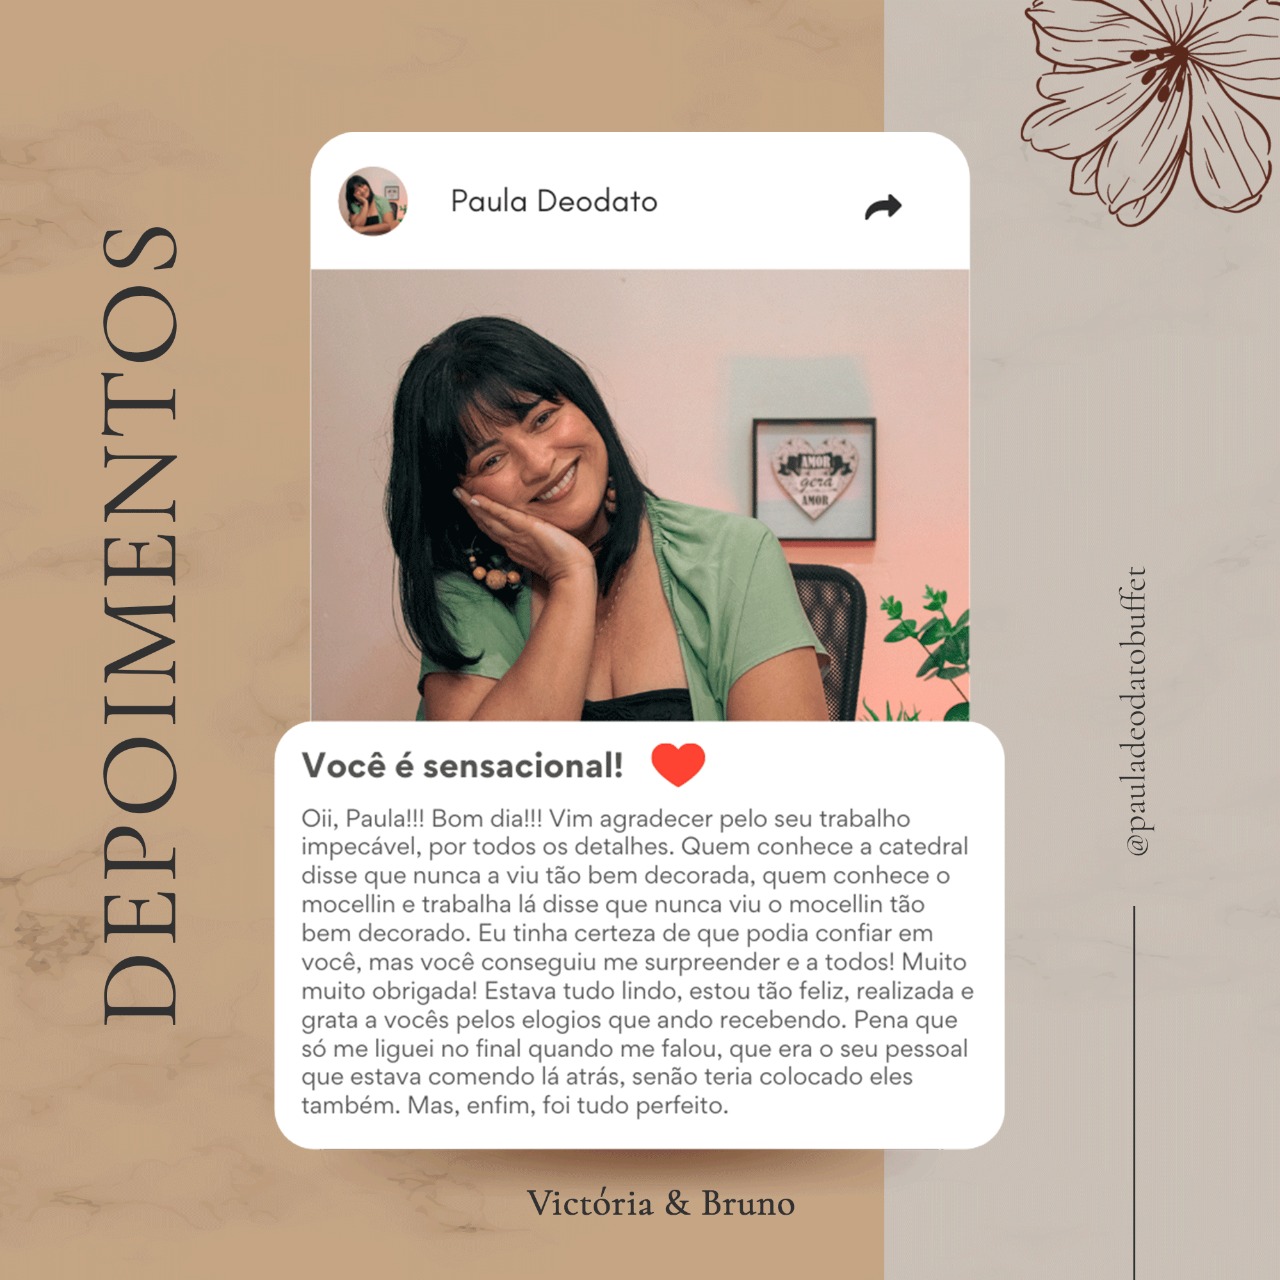 DEPOIMENTOS
Paula Deodato
AMOR
gera
AMOR
Você é sensacional!
Oii, Paula!!! Bom dia!!! Vim agradecer pelo seu trabalho
impecável, por todos os detalhes. Quem conhece a catedral
disse que nunca a viu tão bem decorada, quem conhece o
mocellin e trabalha lá disse que nunca viu o mocellin tão
bem decorado. Eu tinha certeza de que podia confiar em
você, mas você conseguiu me surpreender e a todos! Muito
muito obrigada! Estava tudo lindo, estou tão feliz, realizada e
grata a vocês pelos elogios que ando recebendo. Pena que
só me liguei no final quando me falou, que era o seu pessoal
que estava comendo lá atrás, senão teria colocado eles
também. Mas, enfim, foi tudo perfeito.
Victória & Bruno
@pauladeodatobuffet